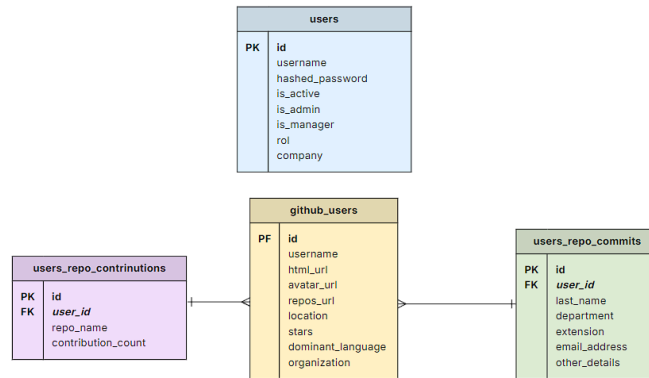 users
PK id
username
hashed_password
is_active
is_admin
is_manager
rol
company
github_users
PF id
username
html_url
avatar_url
repos_url
location
stars
dominant_language
organization
users_repo_contrinutions
PK id
FK user_id
repo_name
contribution_count
users_repo_commits
PK id
FK user_id
last_name
department
extension
email_address
other_details